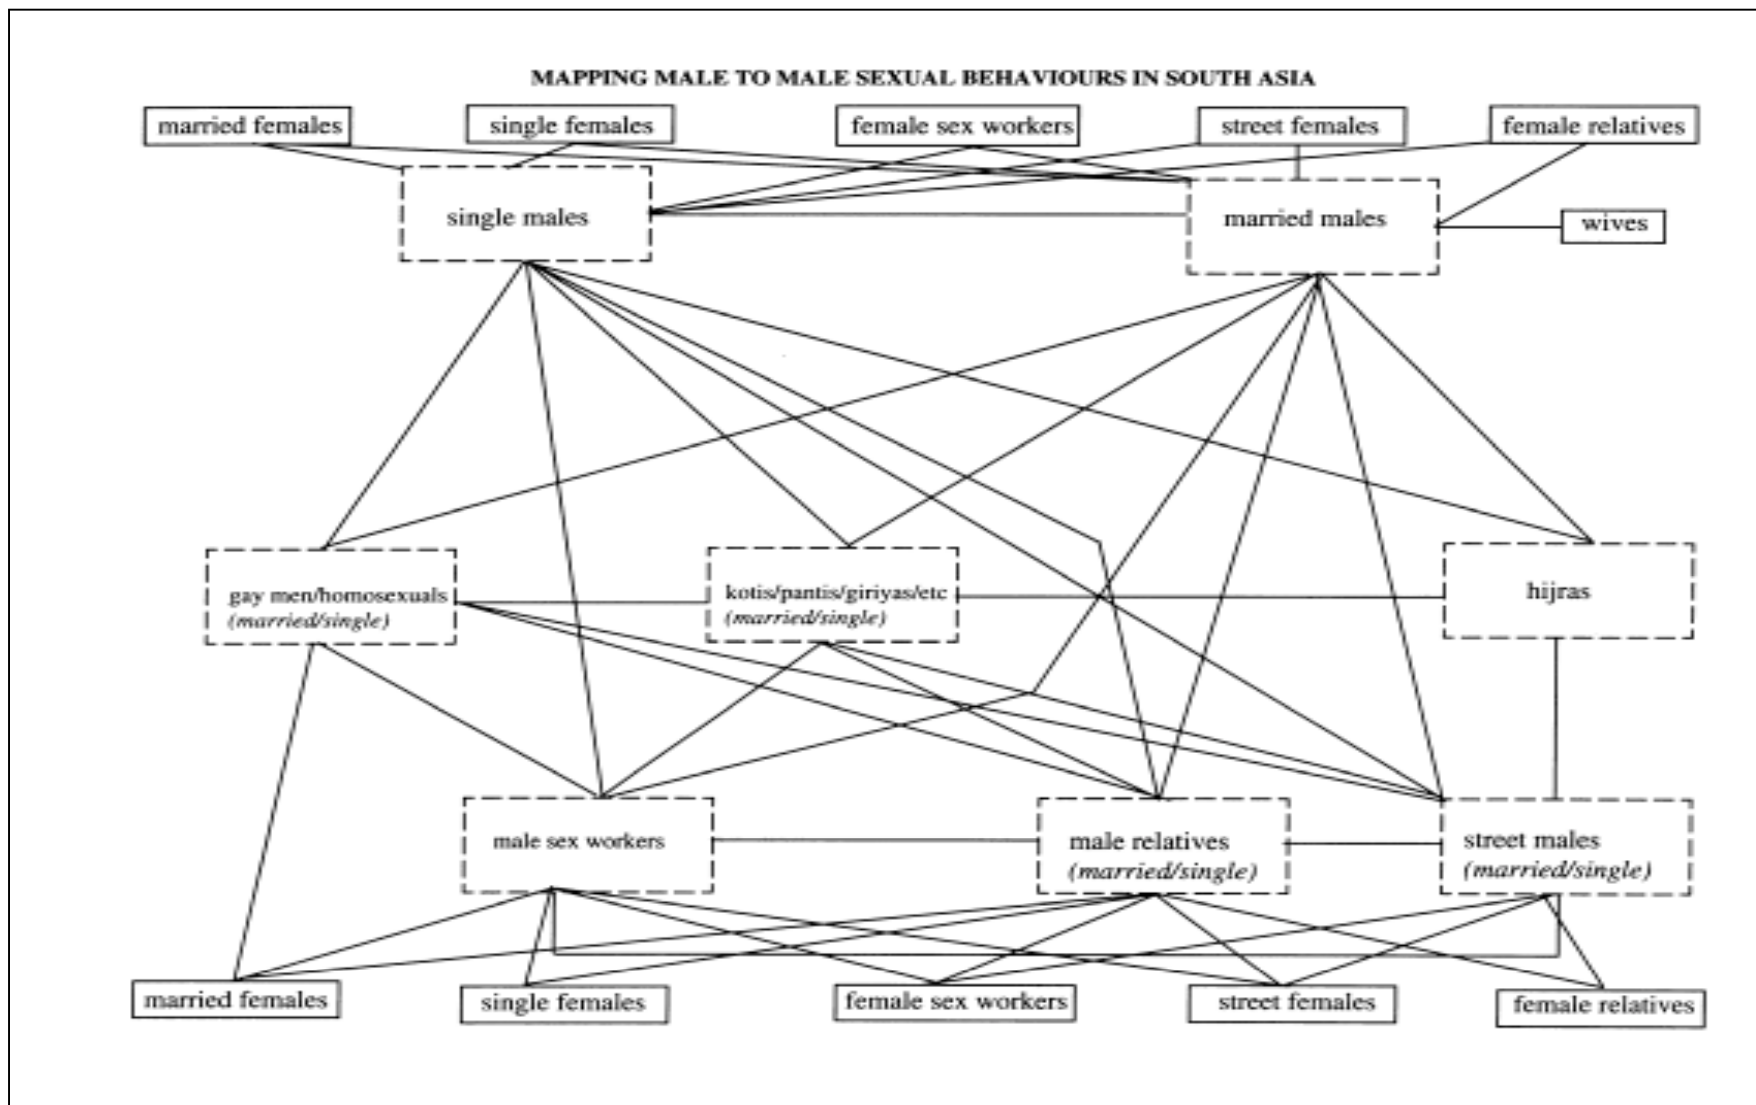 MAPPING MALE TO MALE SEXUAL BEHAVIOURS IN SOUTH ASIA
married females
single females
female sex workers
street females
female relatives
single males
married males
wives
gay men/homosexuals
(married/single)
kotis/pantis/giriyas/etc
(married/single)
hijras
male sex workers
male relatives
(married/single)
street males
(married/single)
married females
single females
female sex workers
street females
female relatives